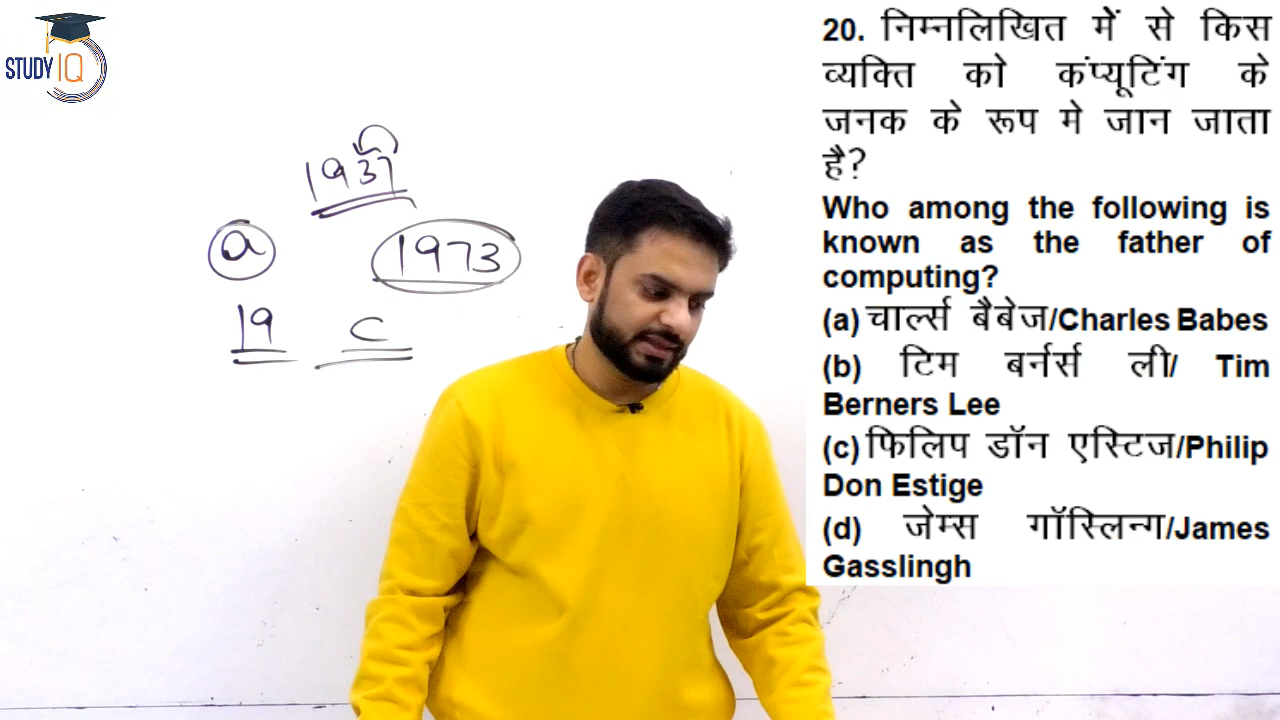 STUDY IQ
1937
a 1973
19 C
20. निम्नलिखित में से किस
व्यक्ति को कंप्यूटिंग के
जनक के रूप मे जान जाता
है?
Who among the following is
known as the father of
computing?
(a) चार्ल्स बैबेज/Charles Babes
(b) टिम बर्नर्स ली/ Tim
Berners Lee
(c) फिलिप डॉन एस्टिज/Philip
Don Estige
(d) जेम्स गॉस्लिन्ग/James
Gasslingh